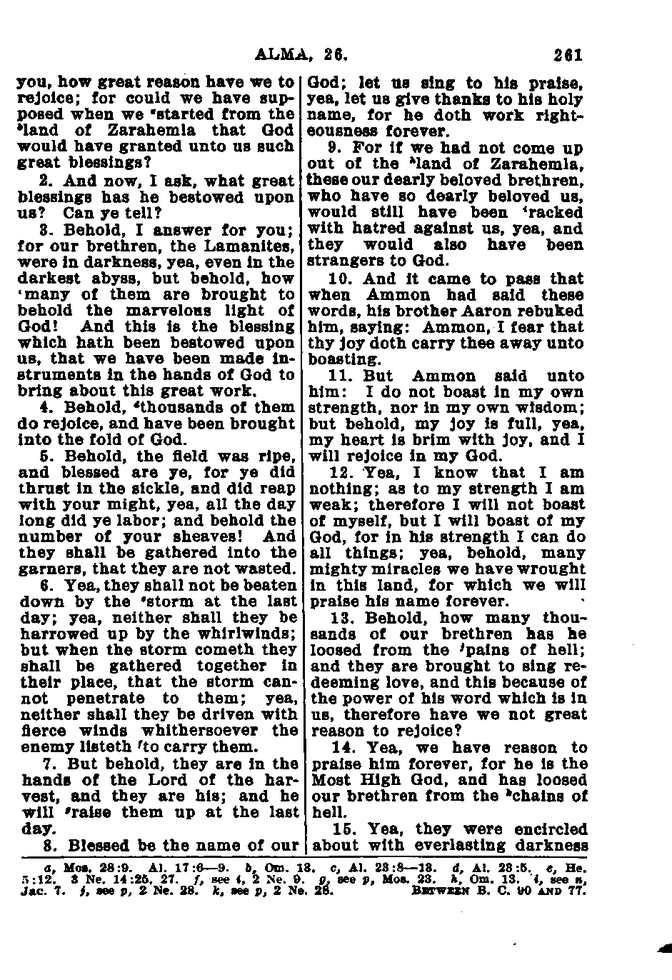 ALMA, 26. 261
you, how great reason have we to
rejoice; for could we have sup-
posed when we ᵃstarted from the
ᵇland of Zarahemla that God
would have granted unto us such
great blessings?
2. And now, I ask, what great
blessings has he bestowed upon
us? Can ye tell?
3. Behold, I answer for you;
for our brethren, the Lamanites,
were in darkness, yea, even in the
darkest abyss, but behold, how
ᶜmany of them are brought to
behold the marvelous light of
God! And this is the blessing
which hath been bestowed upon
us, that we have been made in-
struments in the hands of God to
bring about this great work.
4. Behold, ᵈthousands of them
do rejoice, and have been brought
into the fold of God.
5. Behold, the field was ripe,
and blessed are ye, for ye did
thrust in the sickle, and did reap
with your might, yea, all the day
long did ye labor; and behold the
number of your sheaves! And
they shall be gathered into the
garners, that they are not wasted.
6. Yea, they shall not be beaten
down by the ᵉstorm at the last
day; yea, neither shall they be
harrowed up by the whirlwinds;
but when the storm cometh they
shall be gathered together in
their place, that the storm can-
not penetrate to them; yea,
neither shall they be driven with
fierce winds whithersoever the
enemy listeth ᶠto carry them.
7. But behold, they are in the
hands of the Lord of the har-
vest, and they are his; and he
will ᵍraise them up at the last
day.
8. Blessed be the name of our
God; let us sing to his praise,
yea, let us give thanks to his holy
name, for he doth work right-
eousness forever.
9. For if we had not come up
out of the ʰland of Zarahemla,
these our dearly beloved brethren,
who have so dearly beloved us,
would still have been ⁱracked
with hatred against us, yea, and
they would also have been
strangers to God.
10. And it came to pass that
when Ammon had said these
words, his brother Aaron rebuked
him, saying: Ammon, I fear that
thy joy doth carry thee away unto
boasting.
11. But Ammon said unto
him: I do not boast in my own
strength, nor in my own wisdom;
but behold, my joy is full, yea,
my heart is brim with joy, and I
will rejoice in my God.
12. Yea, I know that I am
nothing; as to my strength I am
weak; therefore I will not boast
of myself, but I will boast of my
God, for in his strength I can do
all things; yea, behold, many
mighty miracles we have wrought
in this land, for which we will
praise his name forever.
13. Behold, how many thou-
sands of our brethren has he
loosed from the ʲpains of hell;
and they are brought to sing re-
deeming love, and this because of
the power of his word which is in
us, therefore have we not great
reason to rejoice?
14. Yea, we have reason to
praise him forever, for he is the
Most High God, and has loosed
our brethren from the ᵏchains of
hell.
15. Yea, they were encircled
about with everlasting darkness
a, Mos. 28:9. Al. 17:6—9. b, Om. 13. c, Al. 23:8—13. d, Al. 23:5. e, He.
5:12. 3 Ne. 14:25, 27. f, see i, 2 Ne. 9. g, see p, Mos. 23. h, Om. 13. i, see n,
Jac. 7. j, see p, 2 Ne. 28. k, see p, 2 Ne. 28. BETWEEN B. C. 90 AND 77.